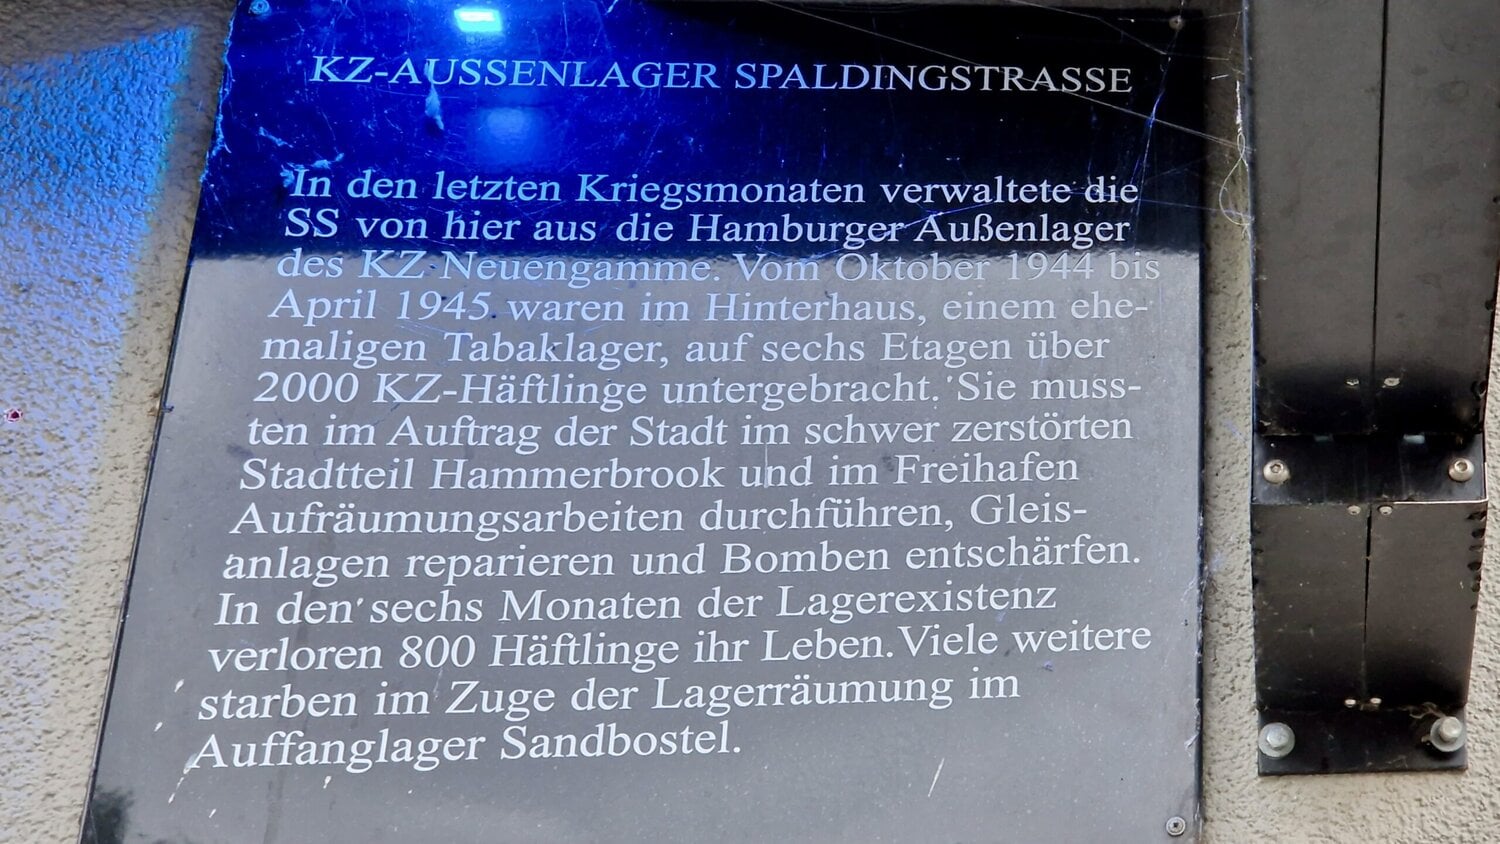 KZ-AUSSENLAGER SPALDINGSTRASSE
In den letzten Kriegsmonaten verwaltete die
SS von hier aus die Hamburger Außenlager
des KZ Neuengamme. Vom Oktober 1944 bis
April 1945 waren im Hinterhaus, einem ehe-
maligen Tabaklager, auf sechs Etagen über
2000 KZ-Häftlinge untergebracht. Sie muss-
ten im Auftrag der Stadt im schwer zerstörten
Stadtteil Hammerbrook und im Freihafen
Aufräumungsarbeiten durchführen, Gleis-
anlagen reparieren und Bomben entschärfen.
In den sechs Monaten der Lagerexistenz
verloren 800 Häftlinge ihr Leben. Viele weitere
starben im Zuge der Lagerräumung im
Auffanglager Sandbostel.